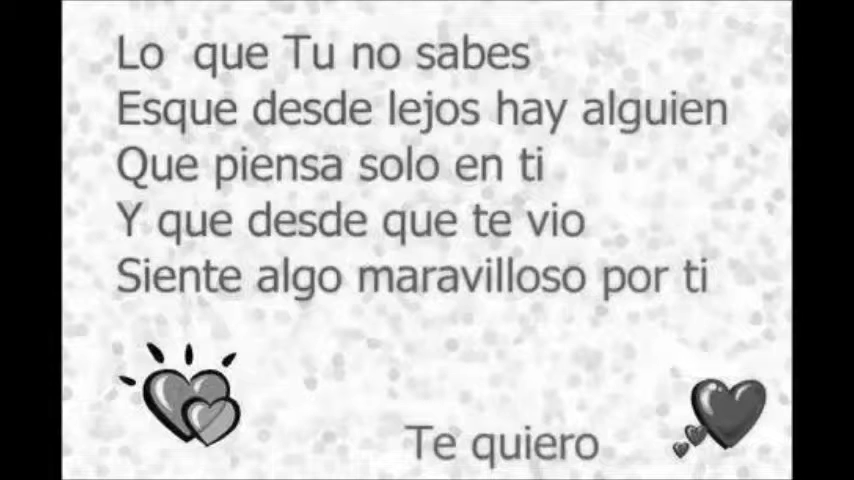 Lo que Tu no sabes
Esque desde lejos hay alguien
Que piensa solo en ti
Y que desde que te vio
Siente algo maravilloso por ti
Te quiero